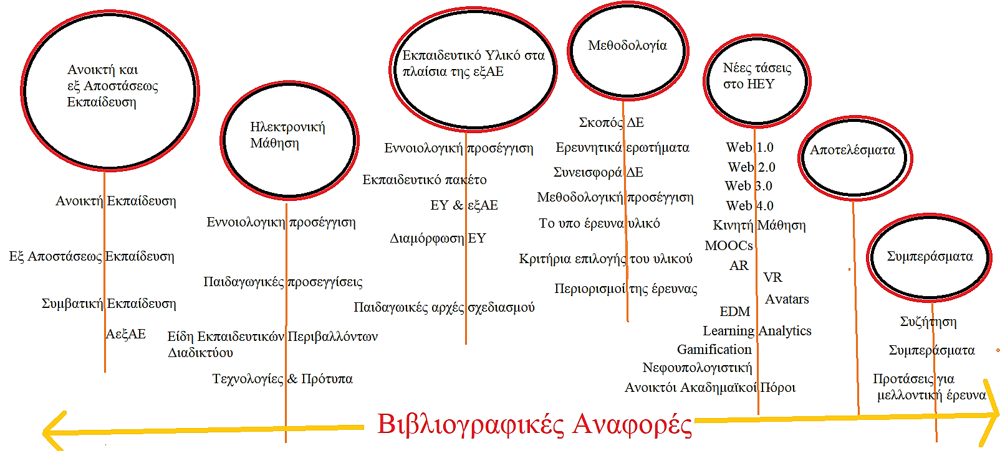 Ανοικτή και
εξ Αποστάσεως
Εκπαίδευση
Ανοικτή Εκπαίδευση
Εξ Αποστάσεως Εκπαίδευση
Συμβατική Εκπαίδευση
ΑεξΑΕ
Ηλεκτρονική
Μάθηση
Εννοιολογικη προσέγγιση
Παιδαγωγικές προσεγγίσεις
Είδη Εκπαιδευτικών Περιβαλλόντων
Διαδικτύου
Τεχνολογίες & Πρότυπα
Εκπαιδευτικό Υλικό στα
πλαίσια της εξΑΕ
Εννοιολογική προσέγγιση
Εκπαιδευτικό πακέτο
ΕΥ & εξΑΕ
Διαμόρφωση ΕΥ
Παιδαγωικές αρχές σχεδιασμού
Μεθοδολογία
Σκοπός ΔΕ
Ερευνητικά ερωτήματα
Συνεισφορά ΔΕ
Μεθοδολογική προσέγγιση
Το υπο έρευνα υλικό
Κριτήρια επιλογής του υλικού
Περιορισμοί της έρευνας
Νέες τάσεις
στο ΗΕΥ
Web 1.0
Web 2.0
Web 3.0
Web 4.0
Κινητή Μάθηση
MOOCs
AR
VR
Avatars
EDM
Learning Analytics
Gamification
Νεφουπολογιστική
Ανοικτόι Ακαδημαϊκοί Πόροι
Αποτελέσματα
Συμπεράσματα
Συζήτηση
Συμπεράσματα
Προτάσεις για
μελλοντική έρευνα
Βιβλιογραφικές Αναφορές